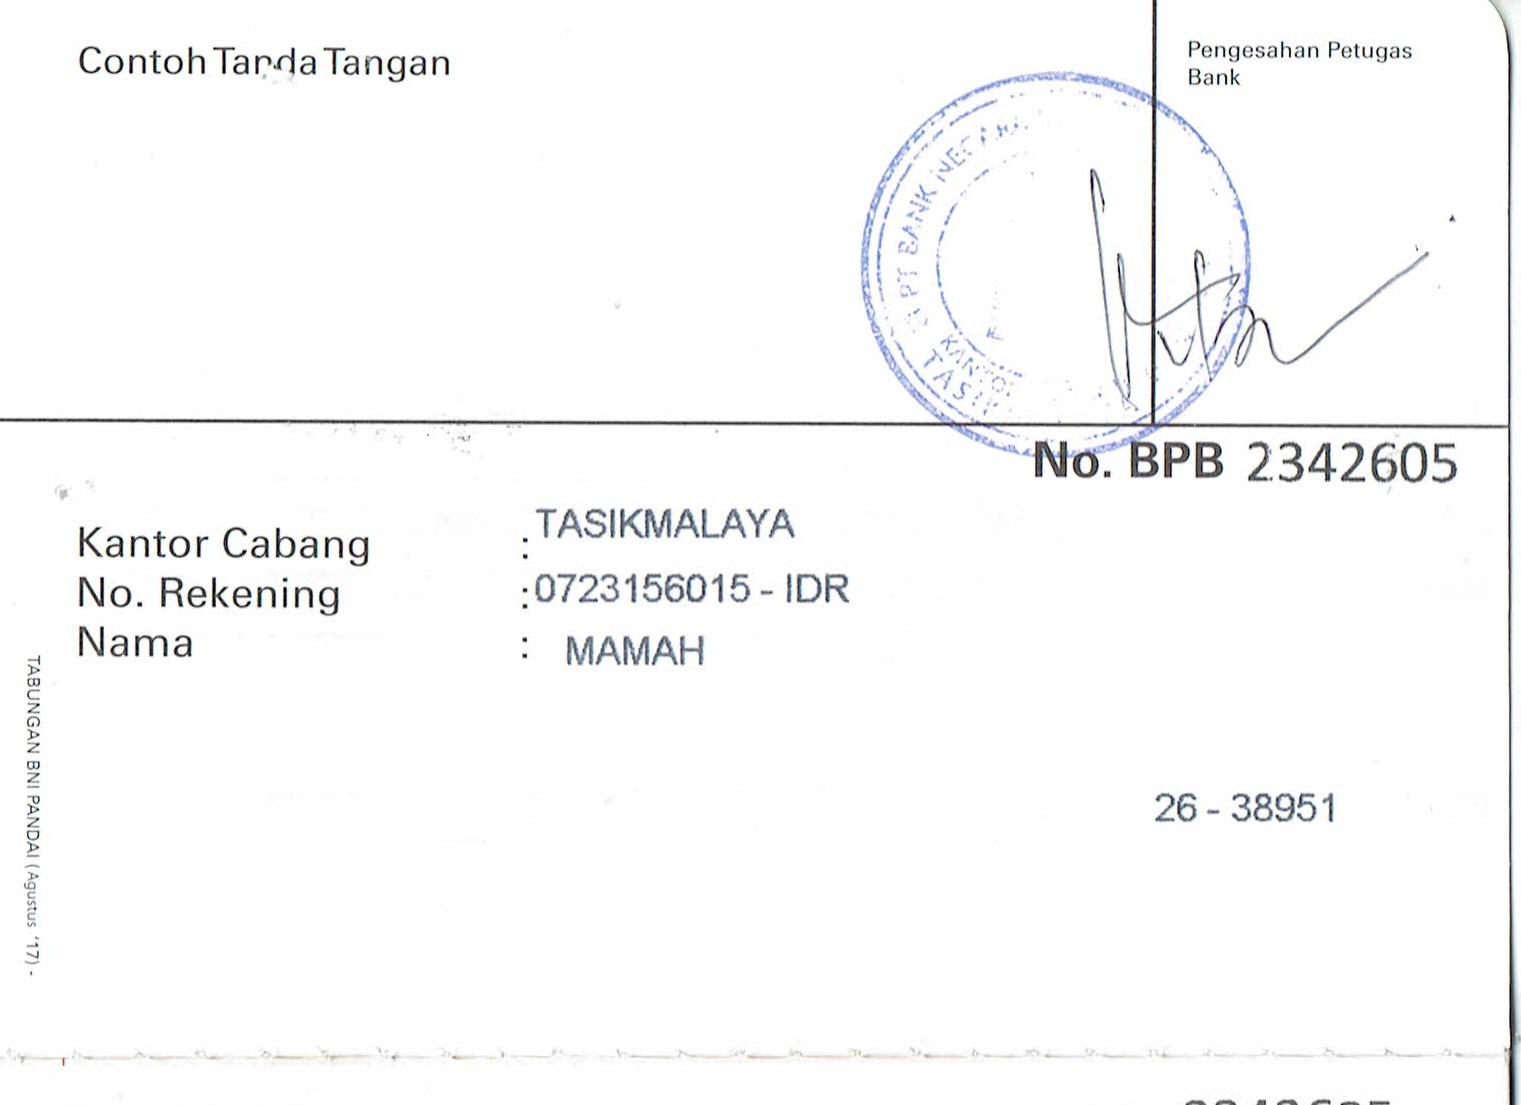 Contoh Tanda Tangan
Pengesahan Petugas
Bank
PT BANK NEGARA
KANTOR
TASIK
No. BPB 2342605
Kantor Cabang : TASIKMALAYA
No. Rekening : 0723156015 - IDR
Nama : MAMAH
26 - 38951
TABUNGAN BNI PANDAI (Agustus '17) -